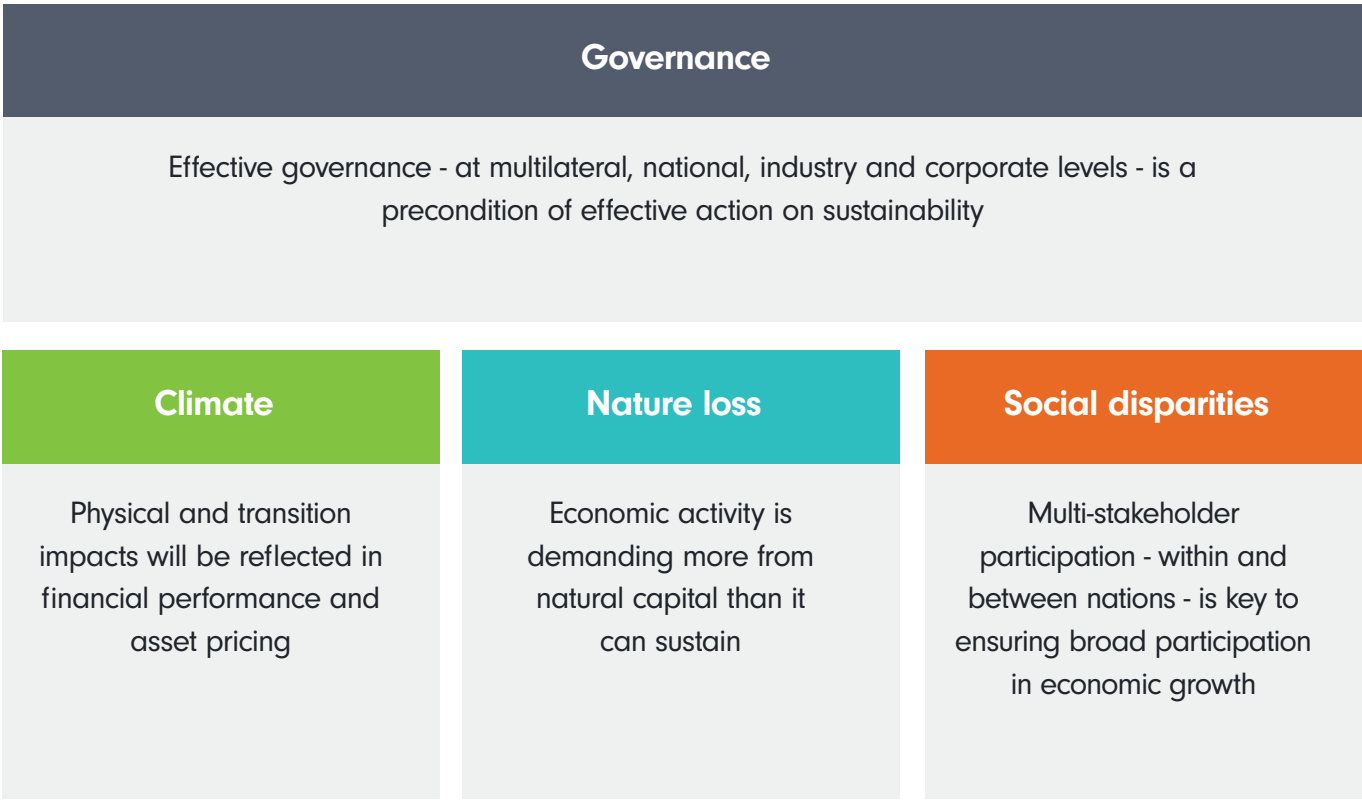 Governance
Effective governance - at multilateral, national, industry and corporate levels - is a
precondition of effective action on sustainability
Climate
Physical and transition
impacts will be reflected in
financial performance and
asset pricing
Nature loss
Economic activity is
demanding more from
natural capital than it
can sustain
Social disparities
Multi-stakeholder
participation - within and
between nations - is key to
ensuring broad participation
in economic growth